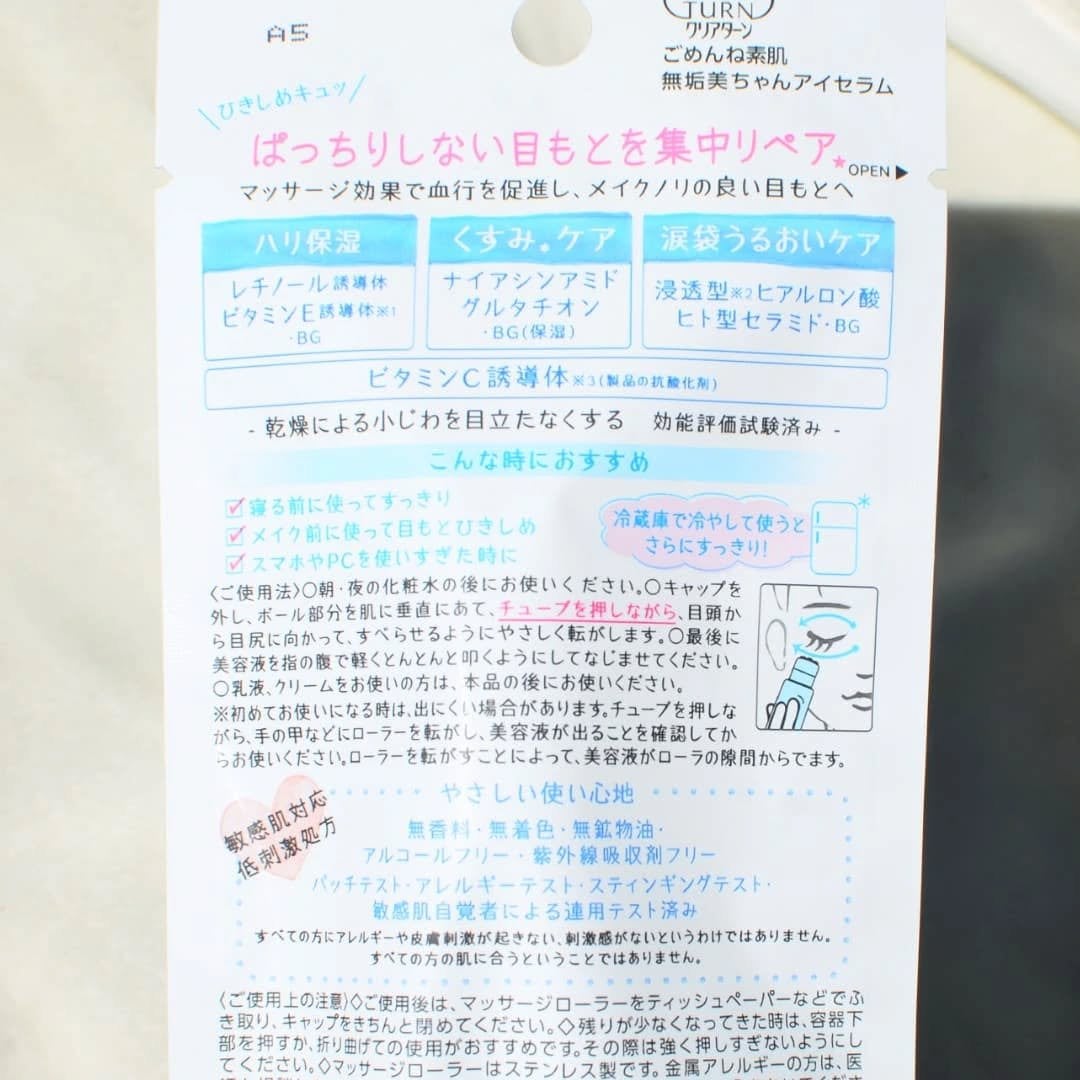 A5
TURN
クリアターン
ごめんね素肌
無垢美ちゃんアイセラム
ひきしめキュッ
ぱっちりしない目もとを集中リペア★
OPEN▶
マッサージ効果で血行を促進し、メイクノリの良い目もとへ
ハリ保湿
レチノール誘導体
ビタミンE誘導体※1
・BG
くすみ*ケア
ナイアシンアミド
グルタチオン
・BG(保湿)
涙袋うるおいケア
浸透型※2ヒアルロン酸
ヒト型セラミド・BG
ビタミンC誘導体※3(製品の抗酸化剤)
- 乾燥による小じわを目立たなくする 効能評価試験済み -
こんな時におすすめ
寝る前に使ってすっきり
メイク前に使って目もとひきしめ
スマホやPCを使いすぎた時に
冷蔵庫で冷やして使うと
さらにすっきり!
*
〈ご使用法〉○朝・夜の化粧水の後にお使いください。○キャップを
外し、ボール部分を肌に垂直にあて、チューブを押しながら、目頭か
ら目尻に向かって、すべらせるようにやさしく転がします。○最後に
美容液を指の腹で軽くとんとんと叩くようにしてなじませてください。
○乳液、クリームをお使いの方は、本品の後にお使いください。
※初めてお使いになる時は、出にくい場合があります。チューブを押しな
がら、手の甲などにローラーを転がし、美容液が出ることを確認してか
らお使いください。ローラーを転がすことによって、美容液がローラの隙間からでます。
敏感肌対応
低刺激処方
やさしい使い心地
無香料・無着色・無鉱物油・
アルコールフリー・紫外線吸収剤フリー
パッチテスト・アレルギーテスト・スティンギングテスト・
敏感肌自覚者による連用テスト済み
すべての方にアレルギーや皮膚刺激が起きない、刺激感がないというわけではありません。
すべての方の肌に合うということではありません。
〈ご使用上の注意〉◇ご使用後は、マッサージローラーをティッシュペーパーなどでふ
き取り、キャップをきちんと閉めてください。◇残りが少なくなってきた時は、容器下
部を押すか、折り曲げての使用がおすすめです。その際は強く押しすぎないようにし
てください。◇マッサージローラーはステンレス製です。金属アレルギーの方は、医